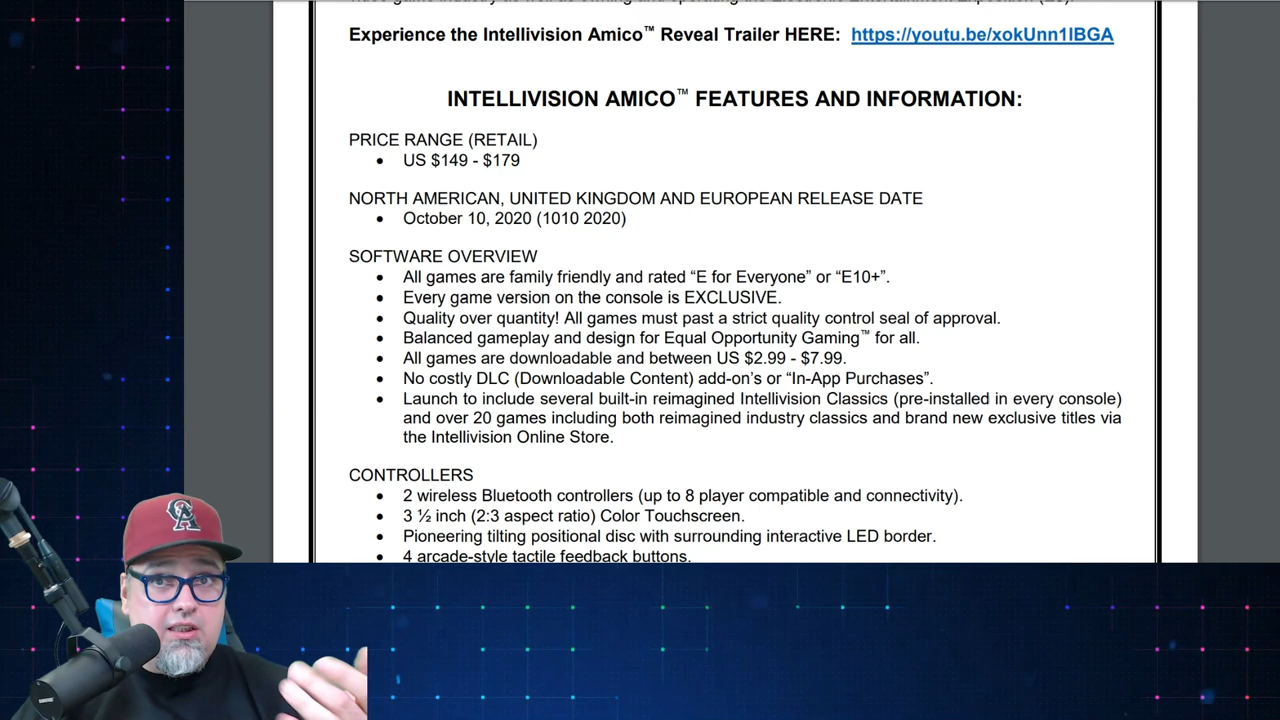 Experience the Intellivision Amico™ Reveal Trailer HERE: https://youtu.be/xokUnn1lBGA
INTELLIVISION AMICO™ FEATURES AND INFORMATION:
PRICE RANGE (RETAIL)
• US $149 - $179
NORTH AMERICAN, UNITED KINGDOM AND EUROPEAN RELEASE DATE
• October 10, 2020 (1010 2020)
SOFTWARE OVERVIEW
• All games are family friendly and rated “E for Everyone” or “E10+”.
• Every game version on the console is EXCLUSIVE.
• Quality over quantity! All games must past a strict quality control seal of approval.
• Balanced gameplay and design for Equal Opportunity Gaming™ for all.
• All games are downloadable and between US $2.99 - $7.99.
• No costly DLC (Downloadable Content) add-on’s or “In-App Purchases”.
• Launch to include several built-in reimagined Intellivision Classics (pre-installed in every console)
and over 20 games including both reimagined industry classics and brand new exclusive titles via
the Intellivision Online Store.
CONTROLLERS
• 2 wireless Bluetooth controllers (up to 8 player compatible and connectivity).
• 3 ½ inch (2:3 aspect ratio) Color Touchscreen.
• Pioneering tilting positional disc with surrounding interactive LED border.
• 4 arcade-style tactile feedback buttons.
CA